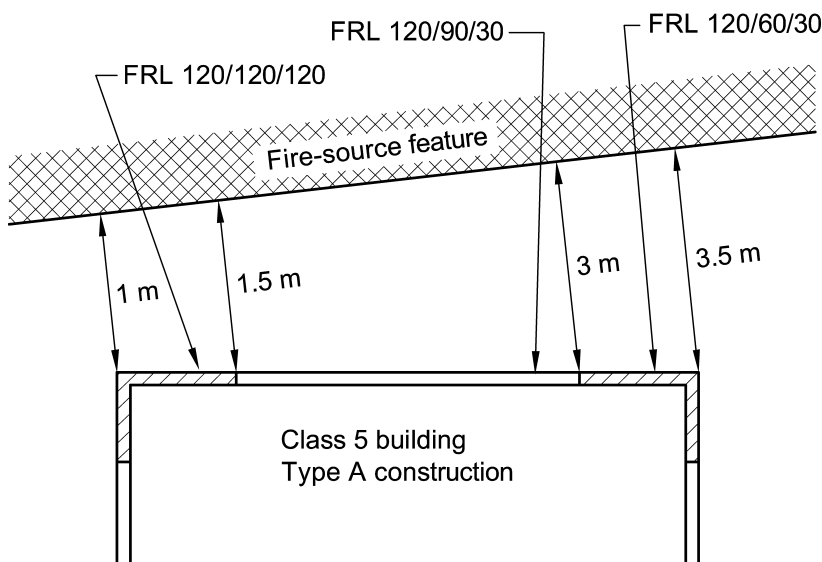 FRL 120/90/30
FRL 120/60/30
FRL 120/120/120
Fire-source feature
1 m
1.5 m
3 m
3.5 m
Class 5 building
Type A construction